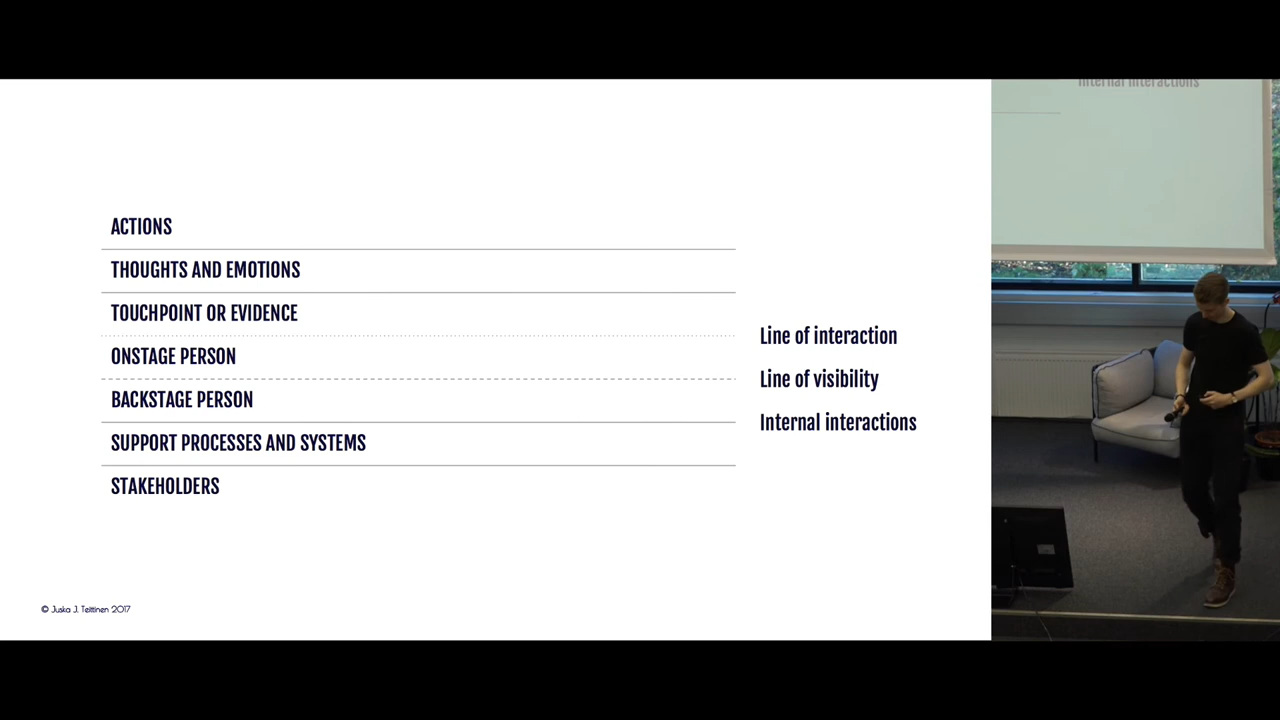 Internal interactions
ACTIONS
THOUGHTS AND EMOTIONS
TOUCHPOINT OR EVIDENCE
Line of interaction
ONSTAGE PERSON
Line of visibility
BACKSTAGE PERSON
Internal interactions
SUPPORT PROCESSES AND SYSTEMS
STAKEHOLDERS
© Juska J. Teittinen 2017